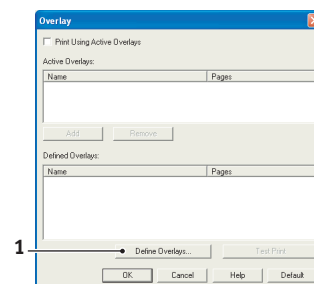 Overlay
Print Using Active Overlays
Active Overlays:
Name Pages
Add Remove
Defined Overlays:
Name Pages
1 Define Overlays... Test Print
OK Cancel Help Default